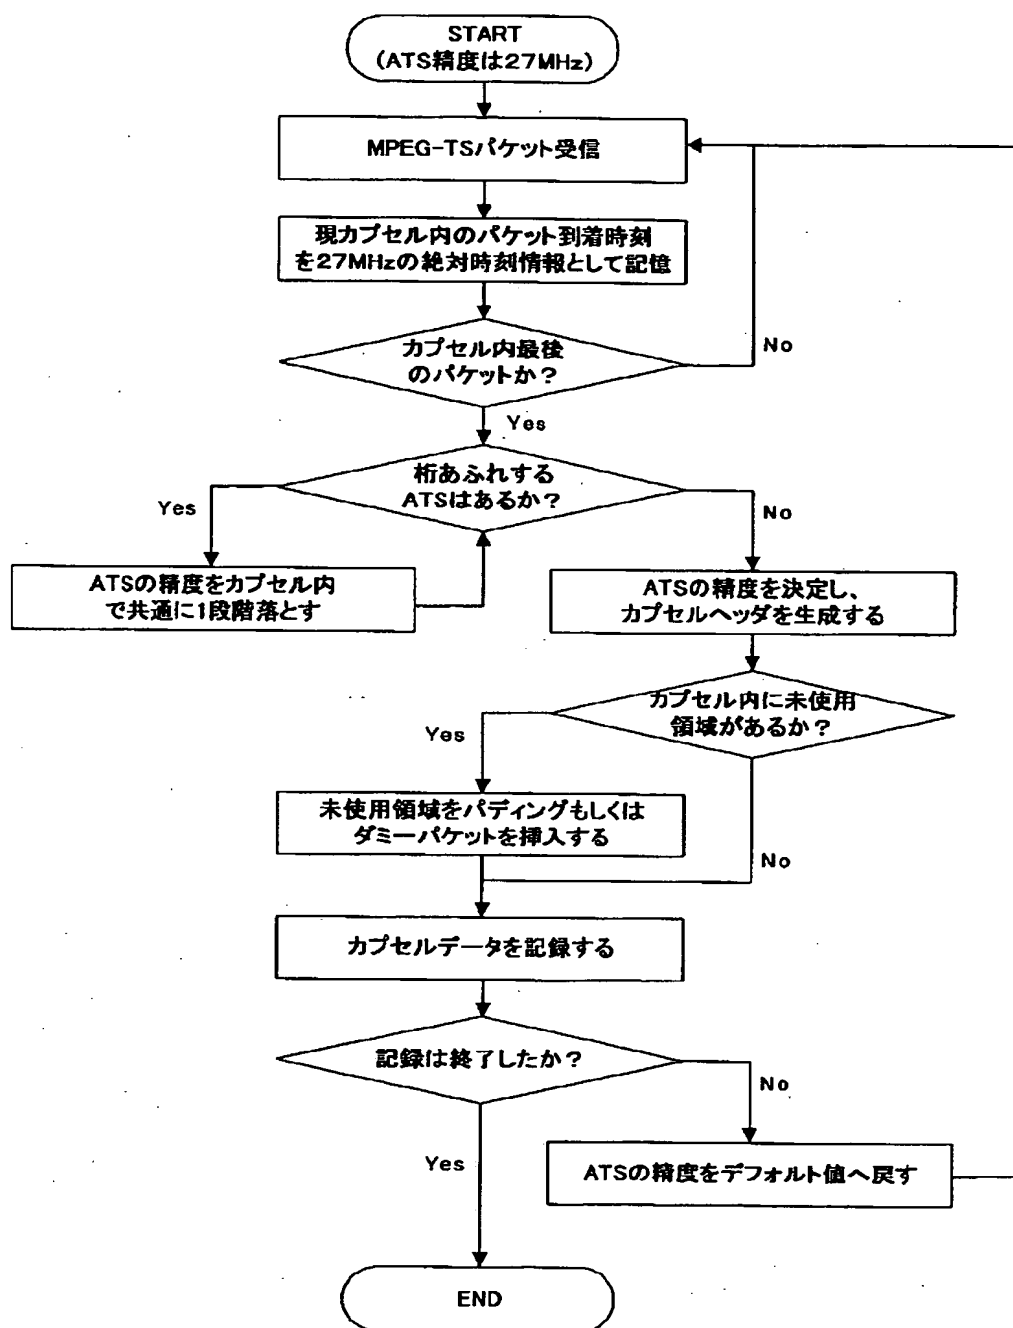 START
(ATS精度は27MHz)
MPEG-TSパケット受信
現カプセル内のパケット到着時刻
を27MHzの絶対時刻情報として記憶
カプセル内最後
のパケットか?
No
Yes
桁あふれする
ATSはあるか?
Yes
No
ATSの精度をカプセル内
で共通に1段階落とす
ATSの精度を決定し、
カプセルヘッダを生成する
カプセル内に未使用
領域があるか?
Yes
未使用領域をパディングもしくは
ダミーパケットを挿入する
No
カプセルデータを記録する
記録は終了したか?
No
Yes
ATSの精度をデフォルト値へ戻す
END